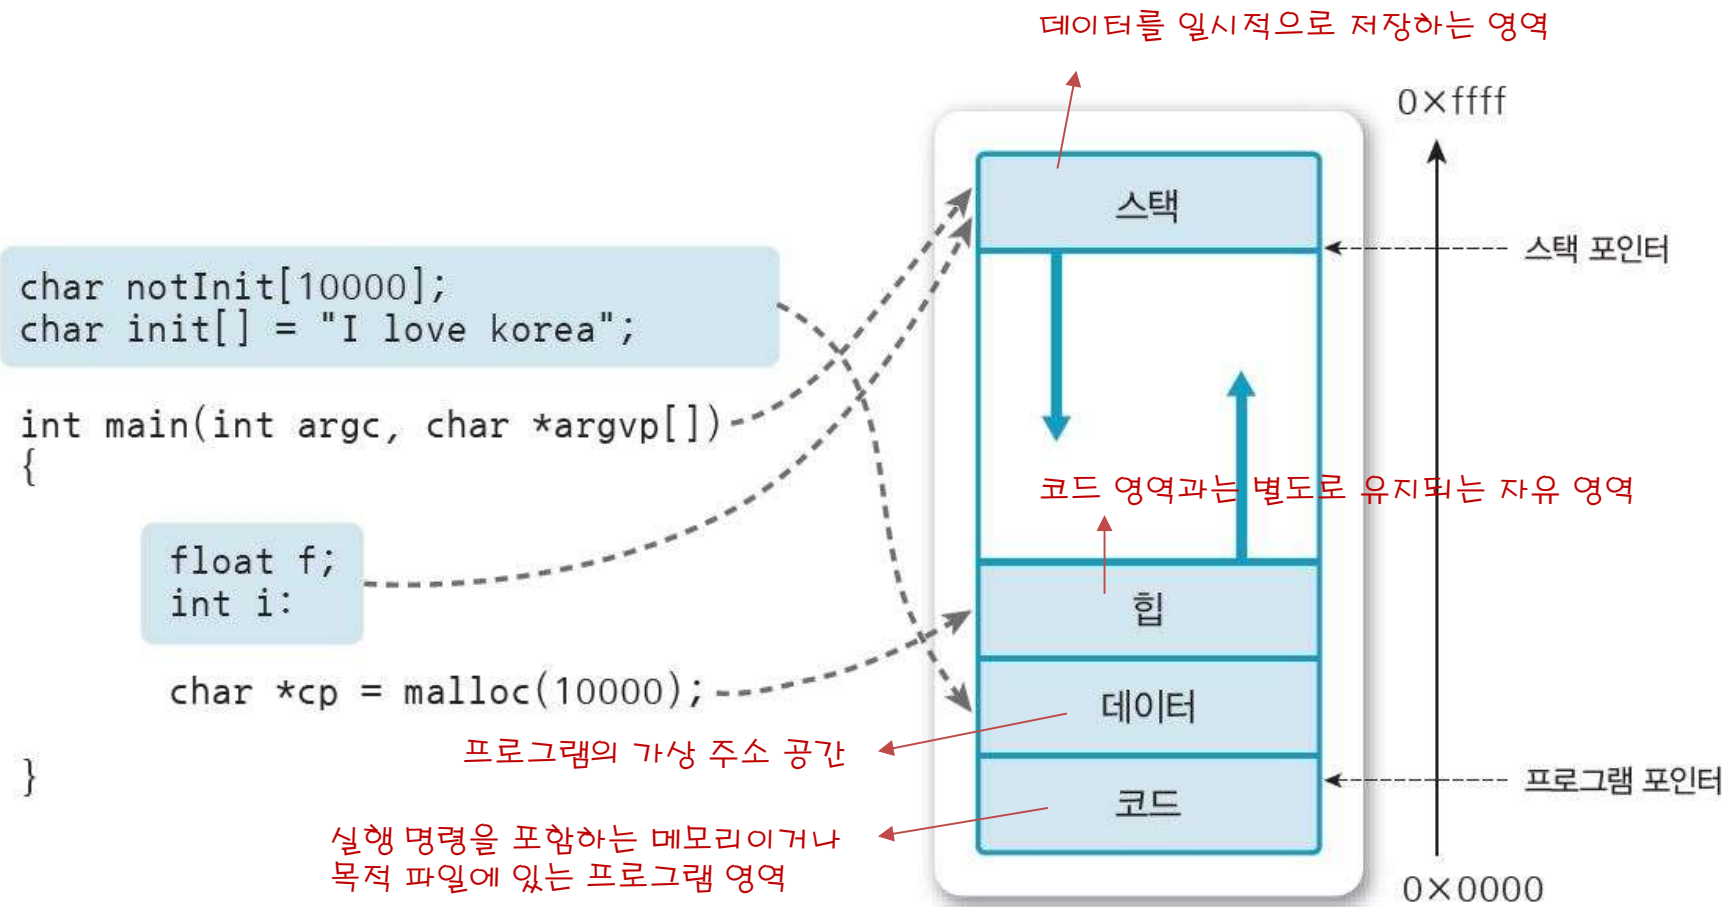 데이터를 일시적으로 저장하는 영역
0×ffff
스택
스택 포인터
char notInit[10000];
char init[] = "I love korea";
int main(int argc, char *argvp[])
{
코드 영역과는 별도로 유지되는 자유 영역
float f;
int i:
힙
char *cp = malloc(10000);
데이터
프로그램의 가상 주소 공간
}
프로그램 포인터
코드
실행 명령을 포함하는 메모리이거나
목적 파일에 있는 프로그램 영역
0×0000